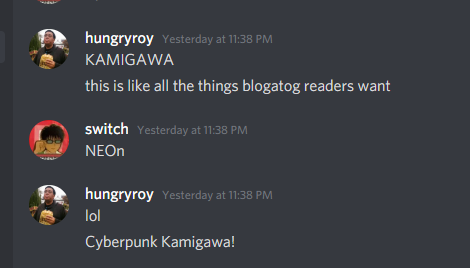 hungryroy Yesterday at 11:38 PM
KAMIGAWA
this is like all the things blogatog readers want
switch Yesterday at 11:38 PM
NEOn
hungryroy Yesterday at 11:38 PM
lol
Cyberpunk Kamigawa!